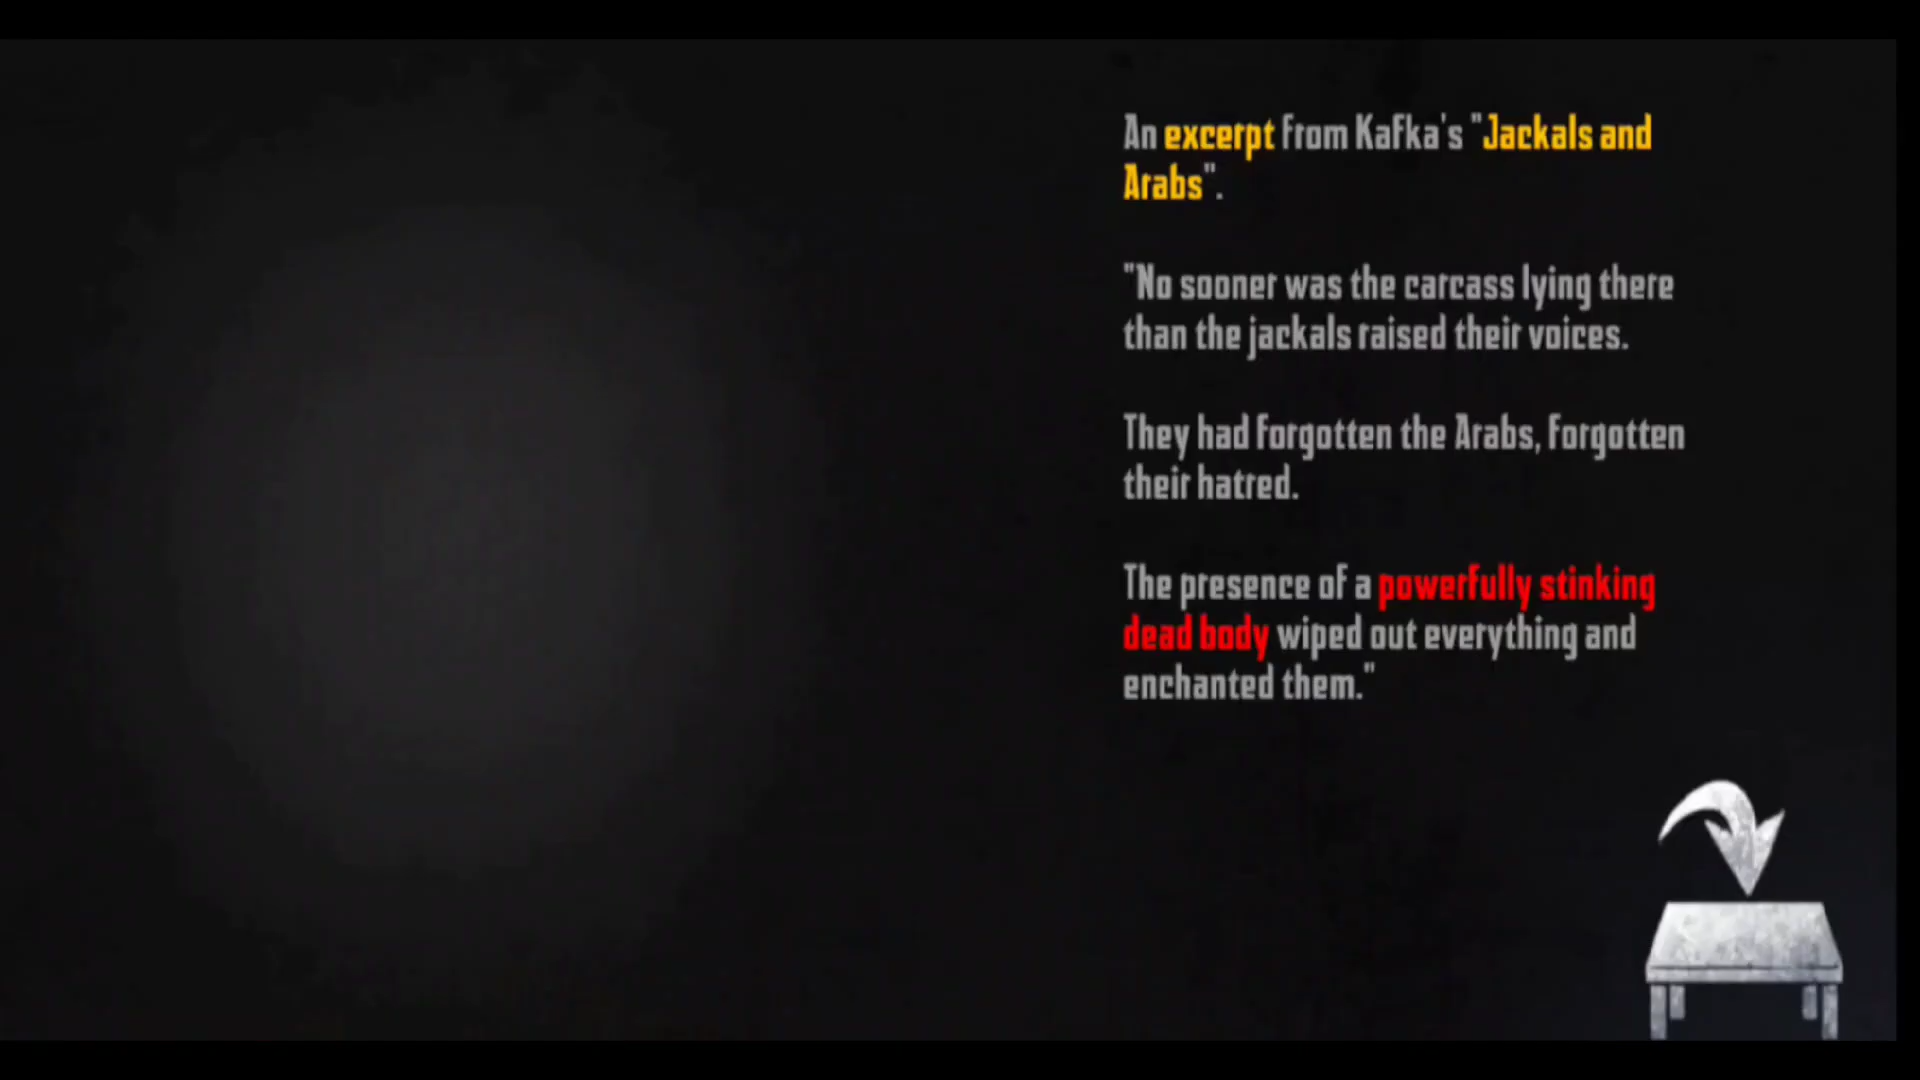 An excerpt from Kafka's "Jackals and
Arabs".
"No sooner was the carcass lying there
than the jackals raised their voices.
They had forgotten the Arabs, forgotten
their hatred.
The presence of a powerfully stinking
dead body wiped out everything and
enchanted them."